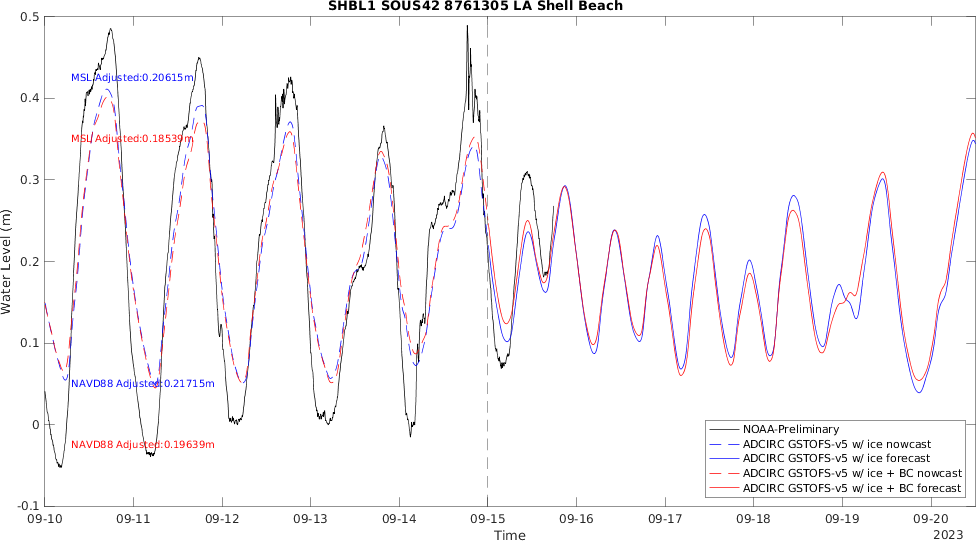 SHBL1 SOUS42 8761305 LA Shell Beach
0.5
0.4
0.3
0.2
0.1
0
-0.1
Water Level (m)
MSL Adjusted:0.20615m
MSL Adjusted:0.18539m
NAVD88 Adjusted:0.21715m
NAVD88 Adjusted:0.19639m
NOAA-Preliminary
ADCIRC GSTOFS-v5 w/ ice nowcast
ADCIRC GSTOFS-v5 w/ ice forecast
ADCIRC GSTOFS-v5 w/ ice + BC nowcast
ADCIRC GSTOFS-v5 w/ ice + BC forecast
09-10 09-11 09-12 09-13 09-14 09-15 09-16 09-17 09-18 09-19 09-20
Time
2023